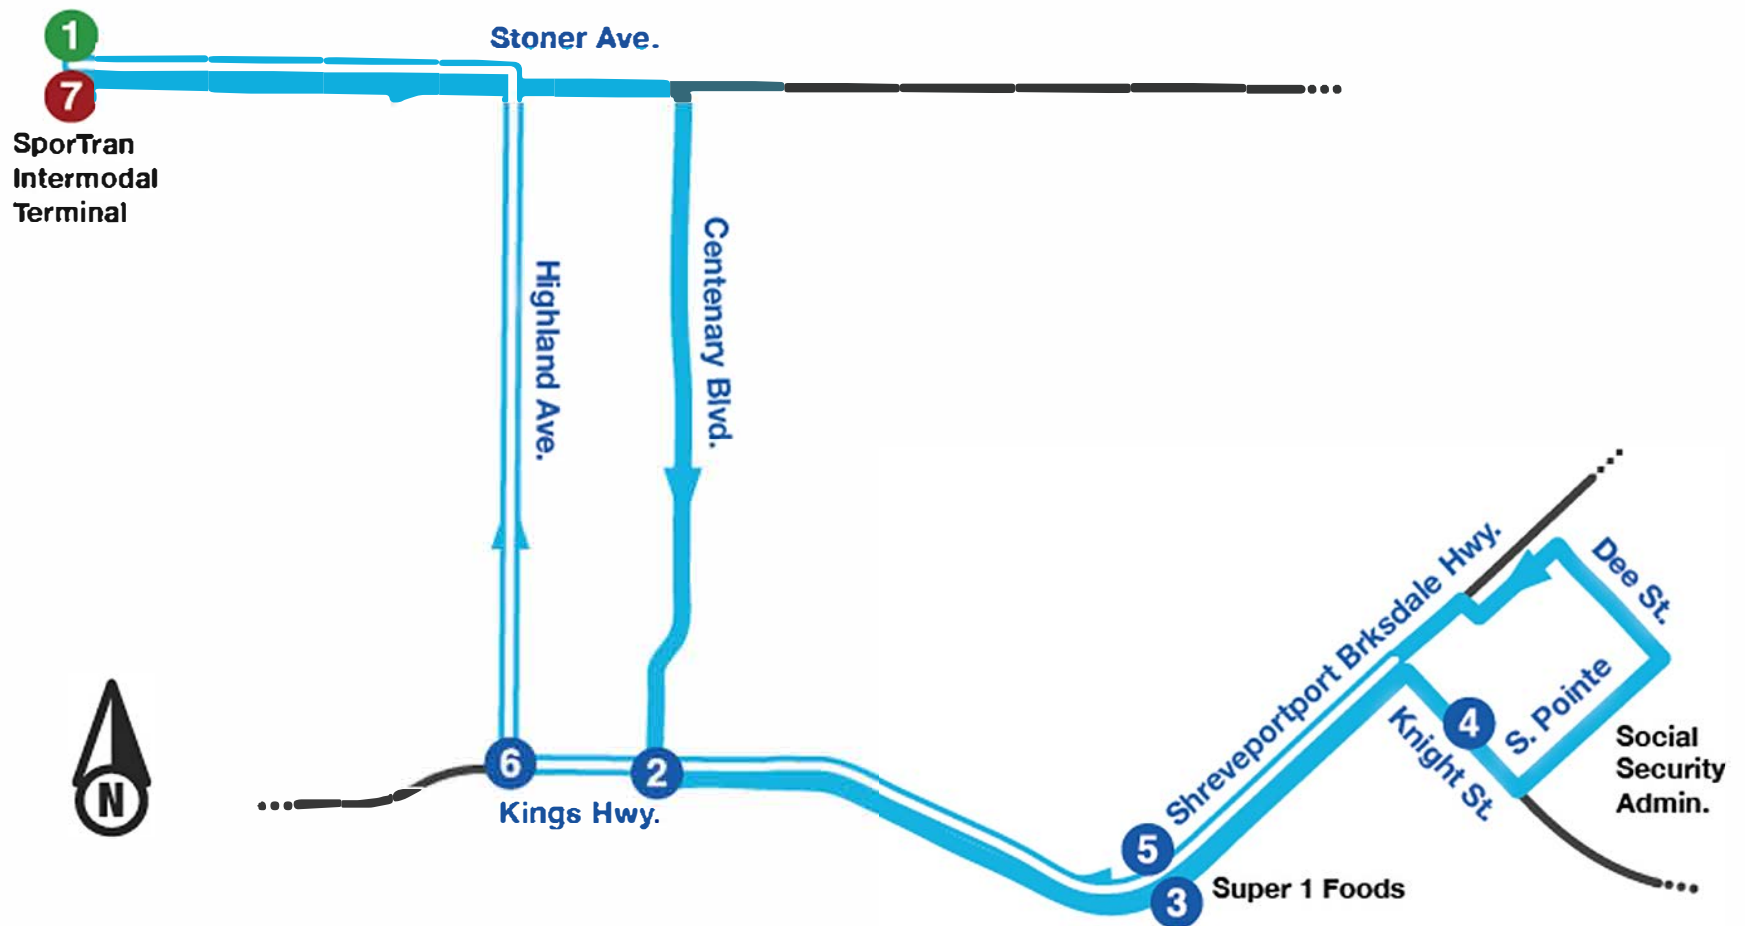 1
Stoner Ave.
7
SporTran
Intermodal
Terminal
Centenary Blvd.
Highland Ave.
Shreveportport Brksdale Hwy.
Dee St.
S. Pointe
4
Knight St.
Social
Security
Admin.
6
2
Kings Hwy.
5
3
Super 1 Foods
N